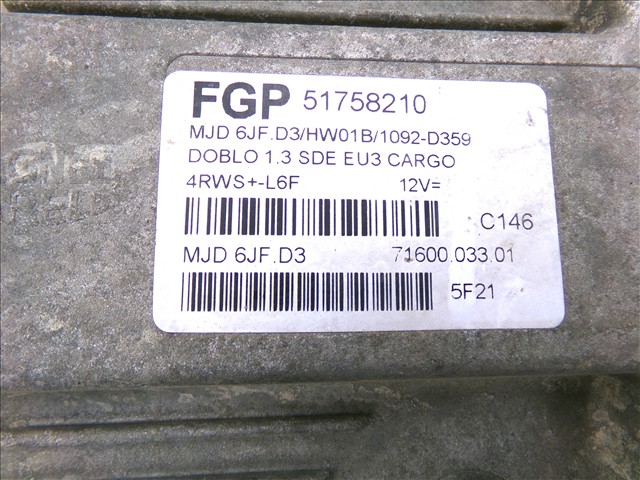 FGP 51758210
MJD 6JF.D3/HW01B/1092-D359
DOBLO 1.3 SDE EU3 CARGO
4RWS+-L6F 12V=
C146
MJD 6JF.D3 71600.033.01
5F21